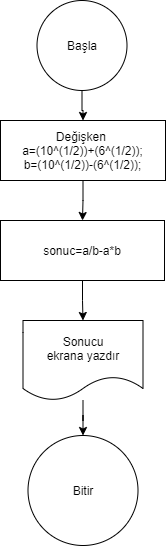 Başla
Değişken
a=(10^(1/2))+(6^(1/2));
b=(10^(1/2))-(6^(1/2));
sonuc=a/b-a*b
Sonucu
ekrana yazdır
Bitir